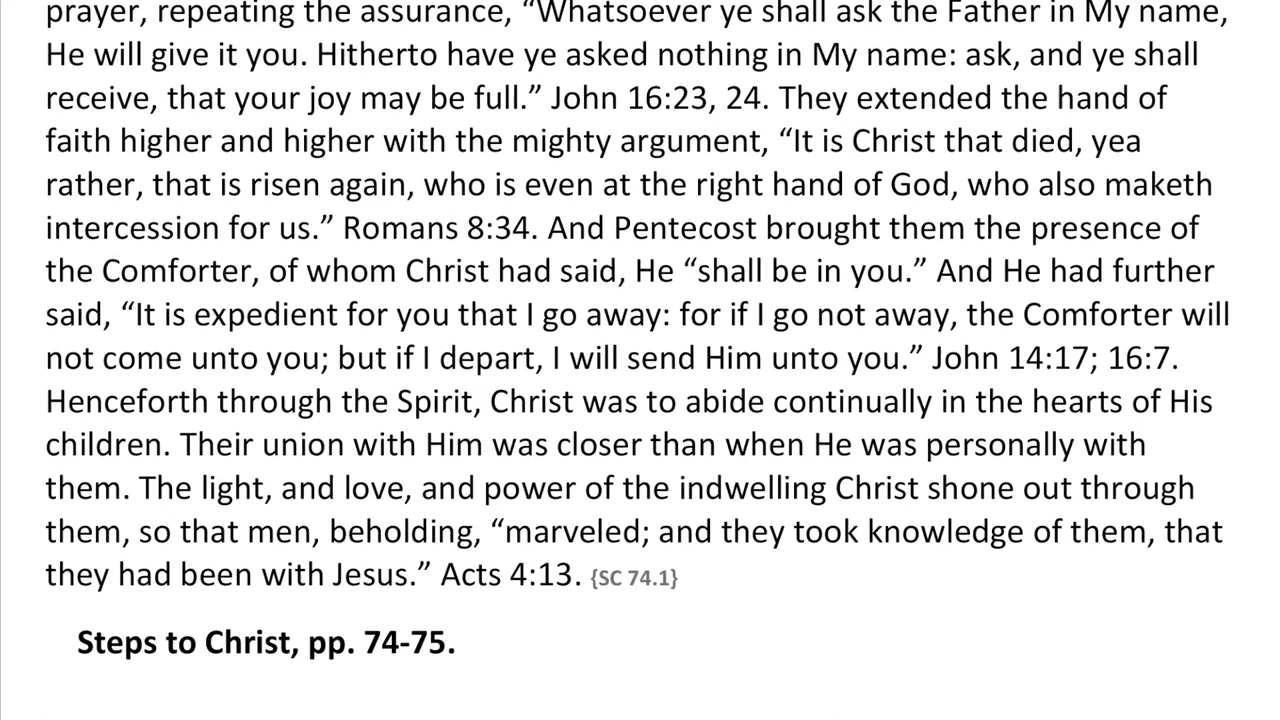 prayer, repeating the assurance, “Whatsoever ye shall ask the Father in My name,
He will give it you. Hitherto have ye asked nothing in My name: ask, and ye shall
receive, that your joy may be full.” John 16:23, 24. They extended the hand of
faith higher and higher with the mighty argument, “It is Christ that died, yea
rather, that is risen again, who is even at the right hand of God, who also maketh
intercession for us.” Romans 8:34. And Pentecost brought them the presence of
the Comforter, of whom Christ had said, He “shall be in you.” And He had further
said, “It is expedient for you that I go away: for if I go not away, the Comforter will
not come unto you; but if I depart, I will send Him unto you.” John 14:17; 16:7.
Henceforth through the Spirit, Christ was to abide continually in the hearts of His
children. Their union with Him was closer than when He was personally with
them. The light, and love, and power of the indwelling Christ shone out through
them, so that men, beholding, “marveled; and they took knowledge of them, that
they had been with Jesus.” Acts 4:13. {SC 74.1}
Steps to Christ, pp. 74-75.